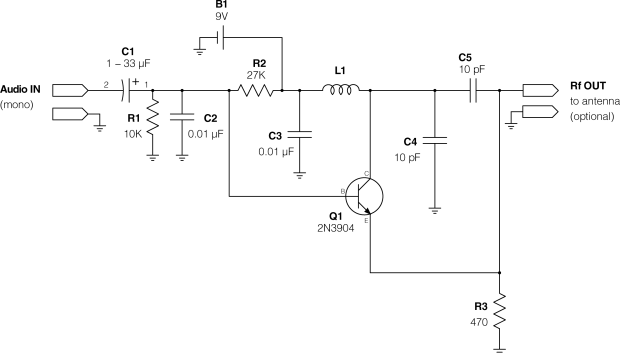 B1
9V
C1
1 – 33 µF
2
+
1
R2
27K
L1
C5
10 pF
Audio IN
(mono)
Rf OUT
to antenna
(optional)
R1
10K
C2
0.01 µF
C3
0.01 µF
C4
10 pF
C
B
E
Q1
2N3904
R3
470